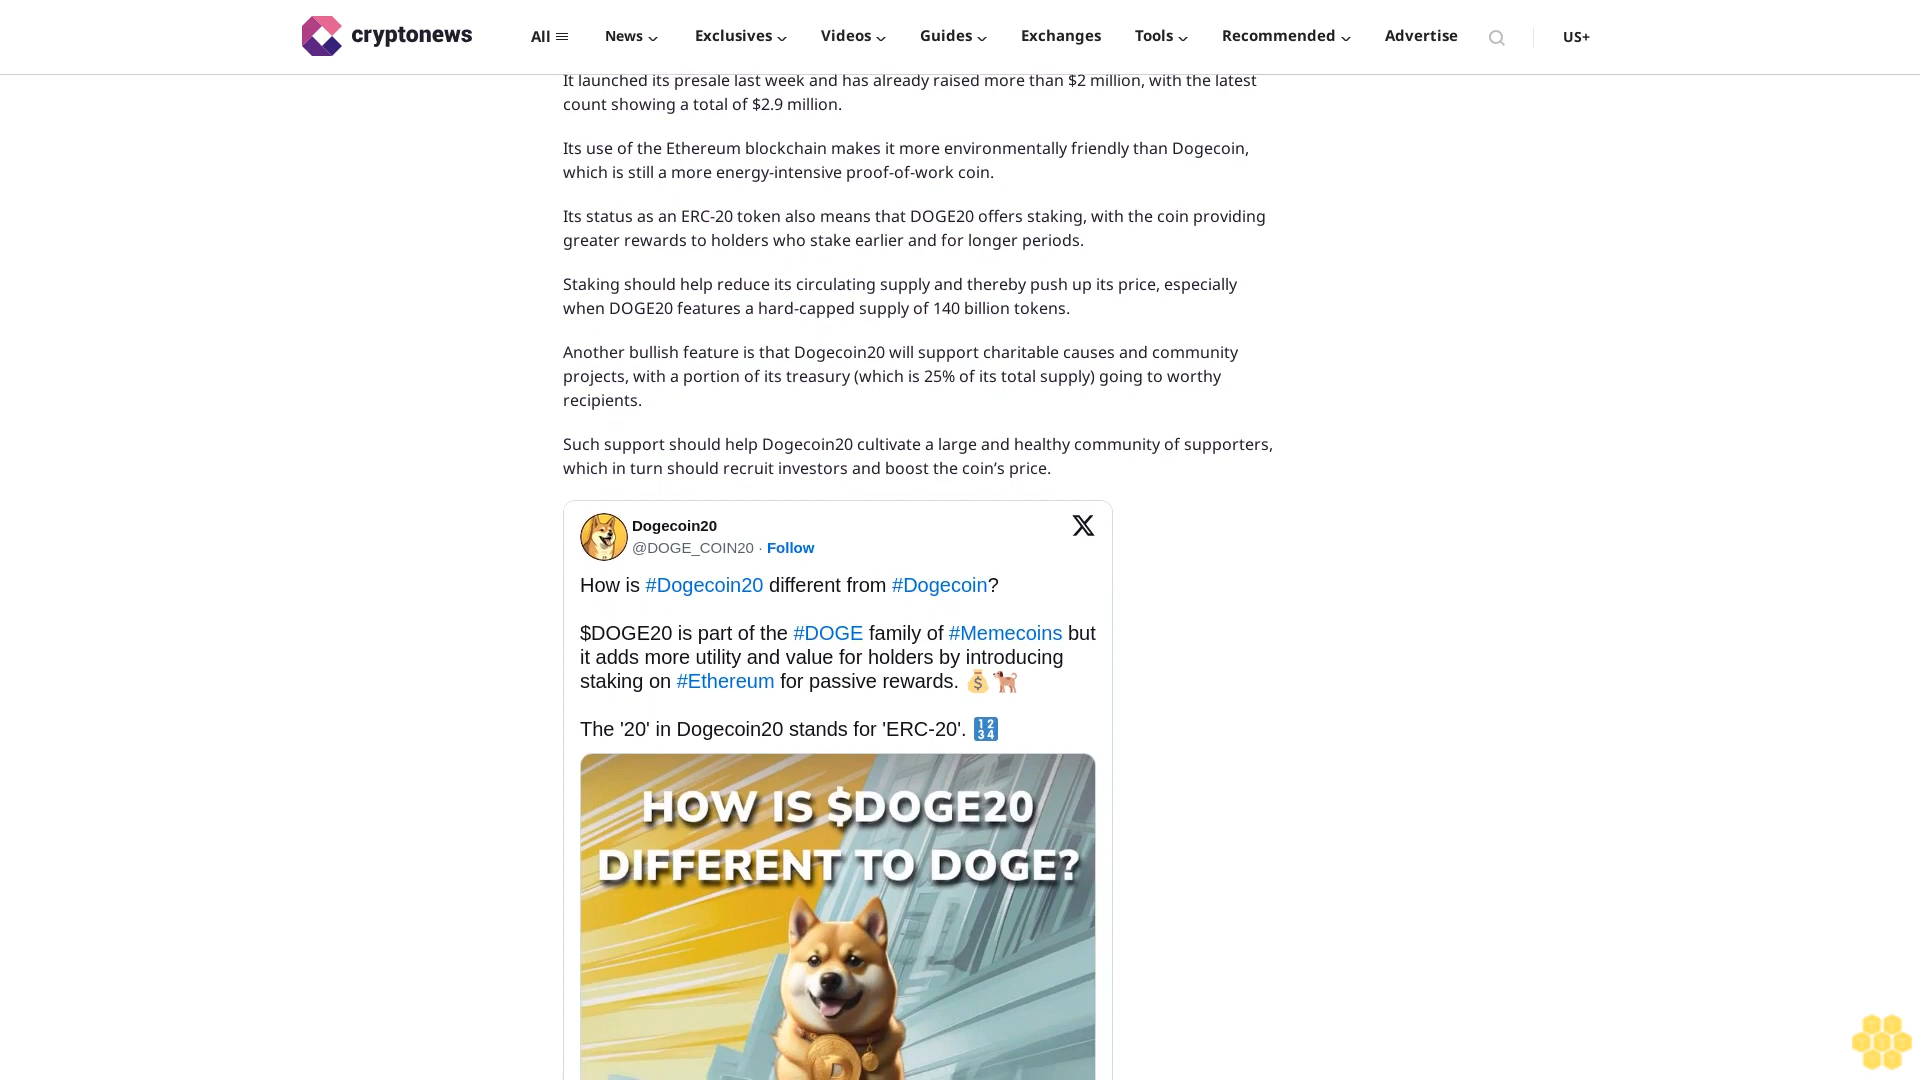 cryptonews
All
News
Exclusives
Videos
Guides
Exchanges
Tools
Recommended
Advertise
US+
It launched its presale last week and has already raised more than $2 million, with the latest
count showing a total of $2.9 million.
Its use of the Ethereum blockchain makes it more environmentally friendly than Dogecoin,
which is still a more energy-intensive proof-of-work coin.
Its status as an ERC-20 token also means that DOGE20 offers staking, with the coin providing
greater rewards to holders who stake earlier and for longer periods.
Staking should help reduce its circulating supply and thereby push up its price, especially
when DOGE20 features a hard-capped supply of 140 billion tokens.
Another bullish feature is that Dogecoin20 will support charitable causes and community
projects, with a portion of its treasury (which is 25% of its total supply) going to worthy
recipients.
Such support should help Dogecoin20 cultivate a large and healthy community of supporters,
which in turn should recruit investors and boost the coin’s price.
Dogecoin20
@DOGE_COIN20 · Follow
How is #Dogecoin20 different from #Dogecoin?
$DOGE20 is part of the #DOGE family of #Memecoins but
it adds more utility and value for holders by introducing
staking on #Ethereum for passive rewards. 💰🐕
The '20' in Dogecoin20 stands for 'ERC-20'. 🔢
HOW IS $DOGE20
DIFFERENT TO DOGE?